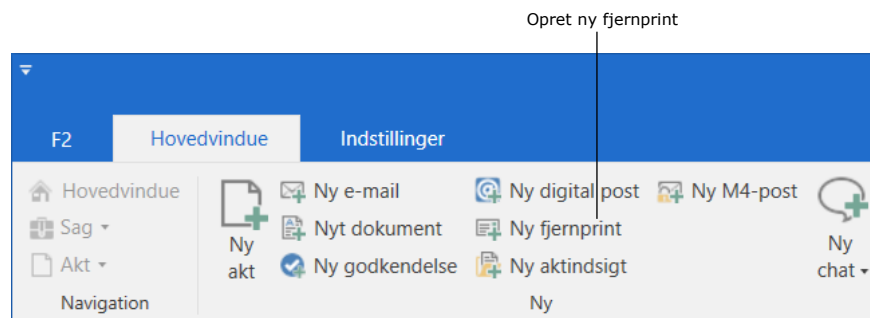 Opret ny fjernprint
F2 Hovedvindue Indstillinger
Hovedvindue Ny e-mail Ny digital post Ny M4-post
Sag Nyt dokument Ny fjernprint
Akt Ny godkendelse Ny aktindsigt
Ny akt
Ny chat
Navigation Ny